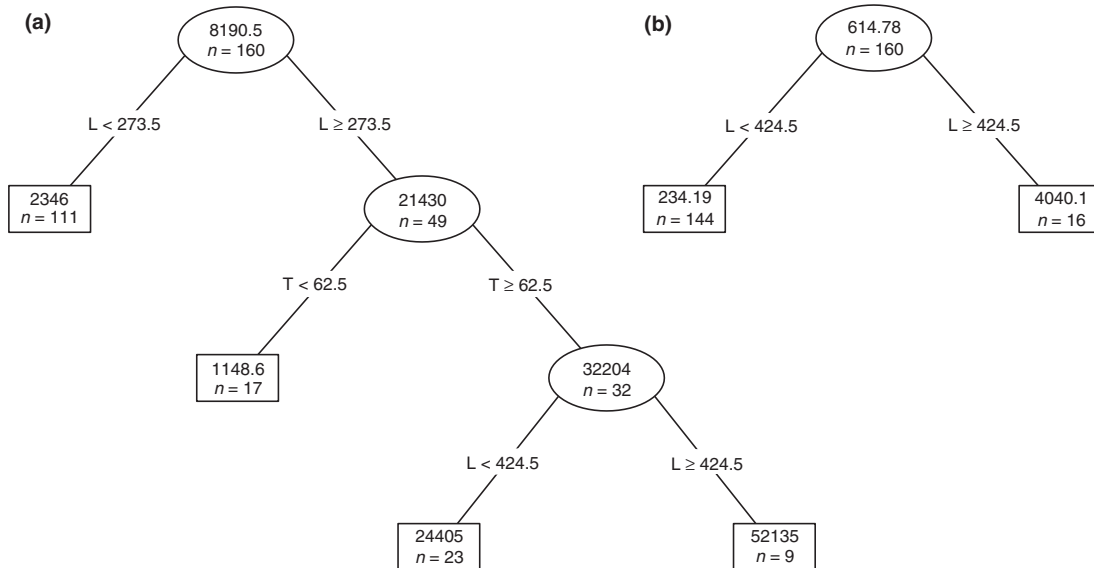 (a)
8190.5
n = 160
L < 273.5
L ≥ 273.5
2346
n = 111
21430
n = 49
T < 62.5
T ≥ 62.5
1148.6
n = 17
32204
n = 32
L < 424.5
L ≥ 424.5
24405
n = 23
52135
n = 9
(b)
614.78
n = 160
L < 424.5
L ≥ 424.5
234.19
n = 144
4040.1
n = 16